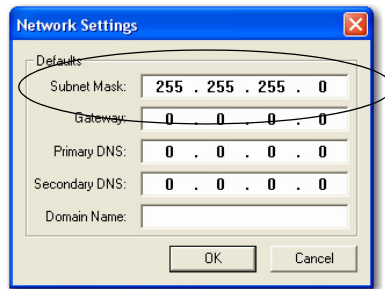 Network Settings
Defaults
Subnet Mask: 255 . 255 . 255 . 0
Gateway: 0 . 0 . 0 . 0
Primary DNS: 0 . 0 . 0 . 0
Secondary DNS: 0 . 0 . 0 . 0
Domain Name:
OK Cancel